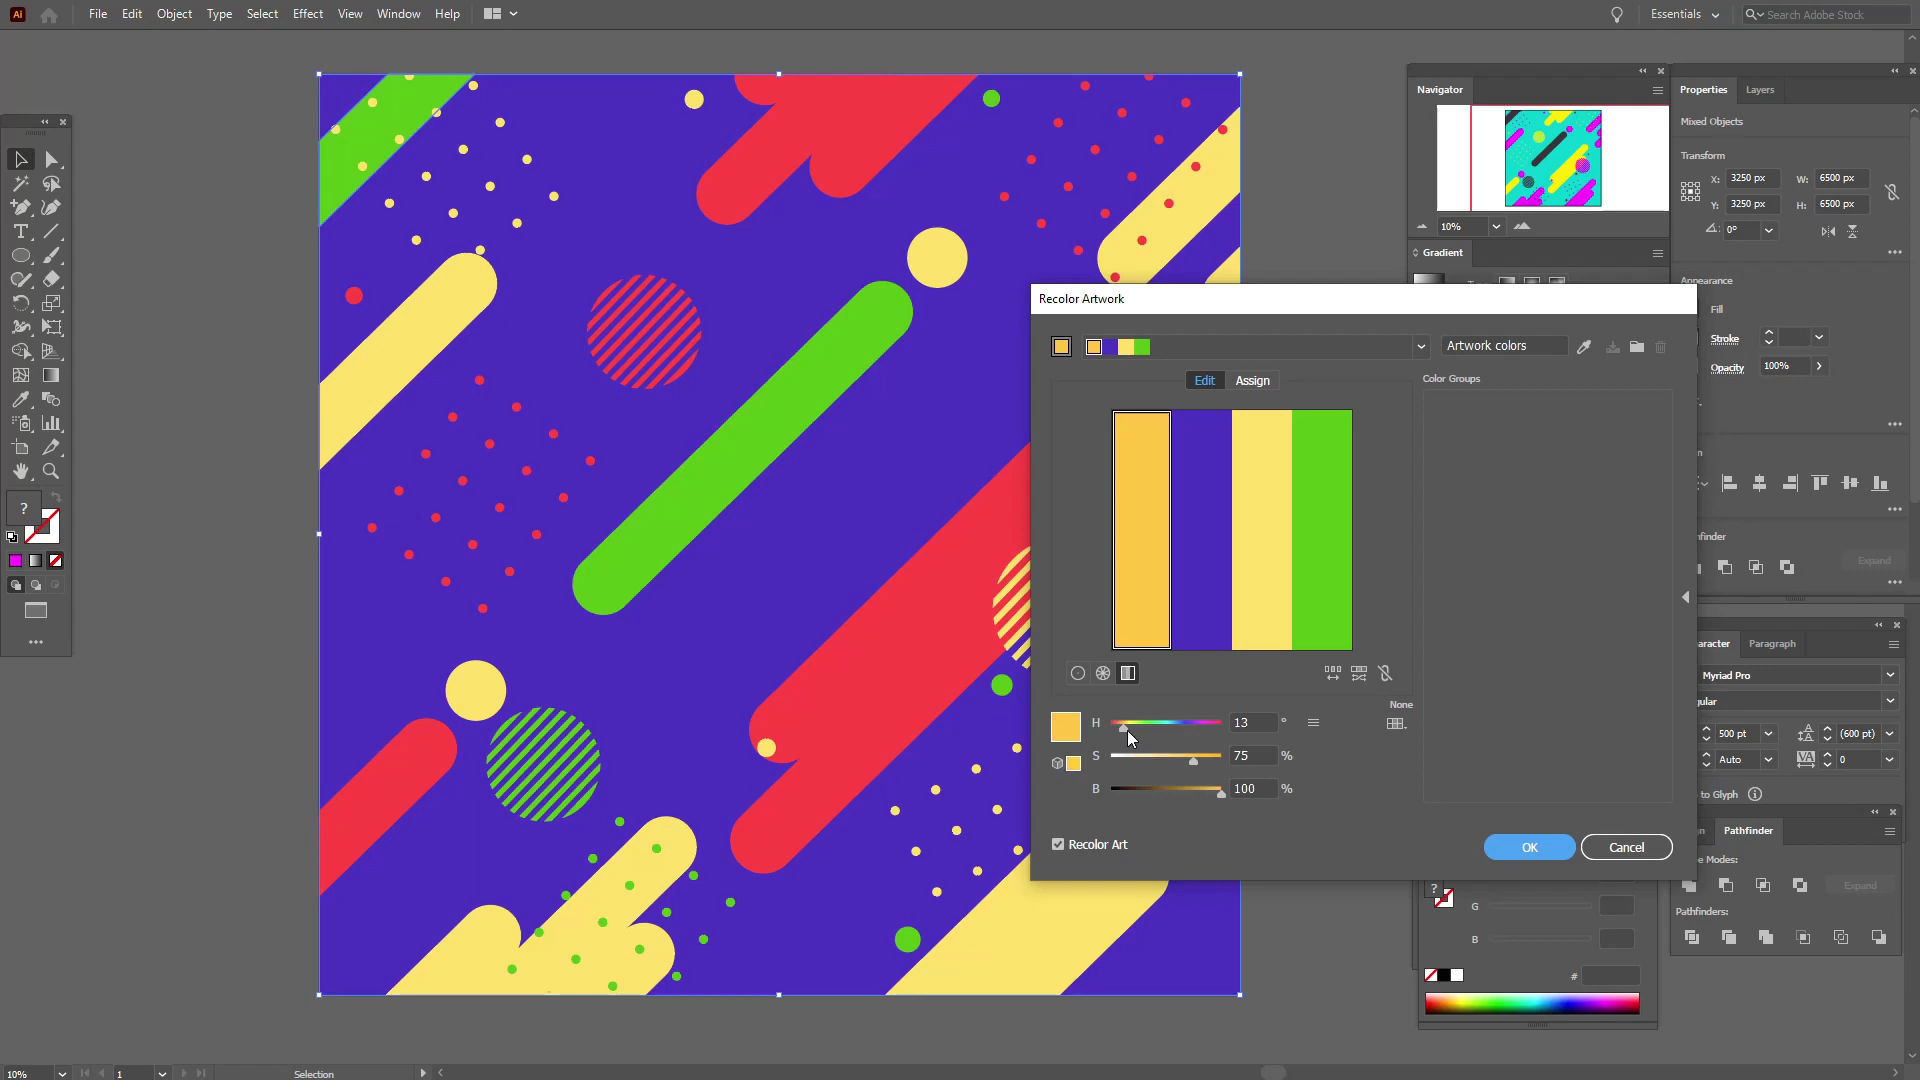 Ai File Edit Object Type Select Effect View Window Help Essentials Search Adobe Stock
Navigator
Properties Layers
Mixed Objects
Transform
X: 3250 px W: 6500 px
Y: 3250 px H: 6500 px
10%
0°
Gradient
Appearance
Fill
Stroke
Opacity 100%
Recolor Artwork
Artwork colors
Edit Assign
Color Groups
None
H 13 °
S 75 %
B 100 %
Recolor Art
OK Cancel
?
Expand
Paragraph
Myriad Pro
500 pt (600 pt)
Auto VA 0
to Glyph
Pathfinder
Modes:
Expand
Pathfinders:
?
G
B
#
10% 1 Selection